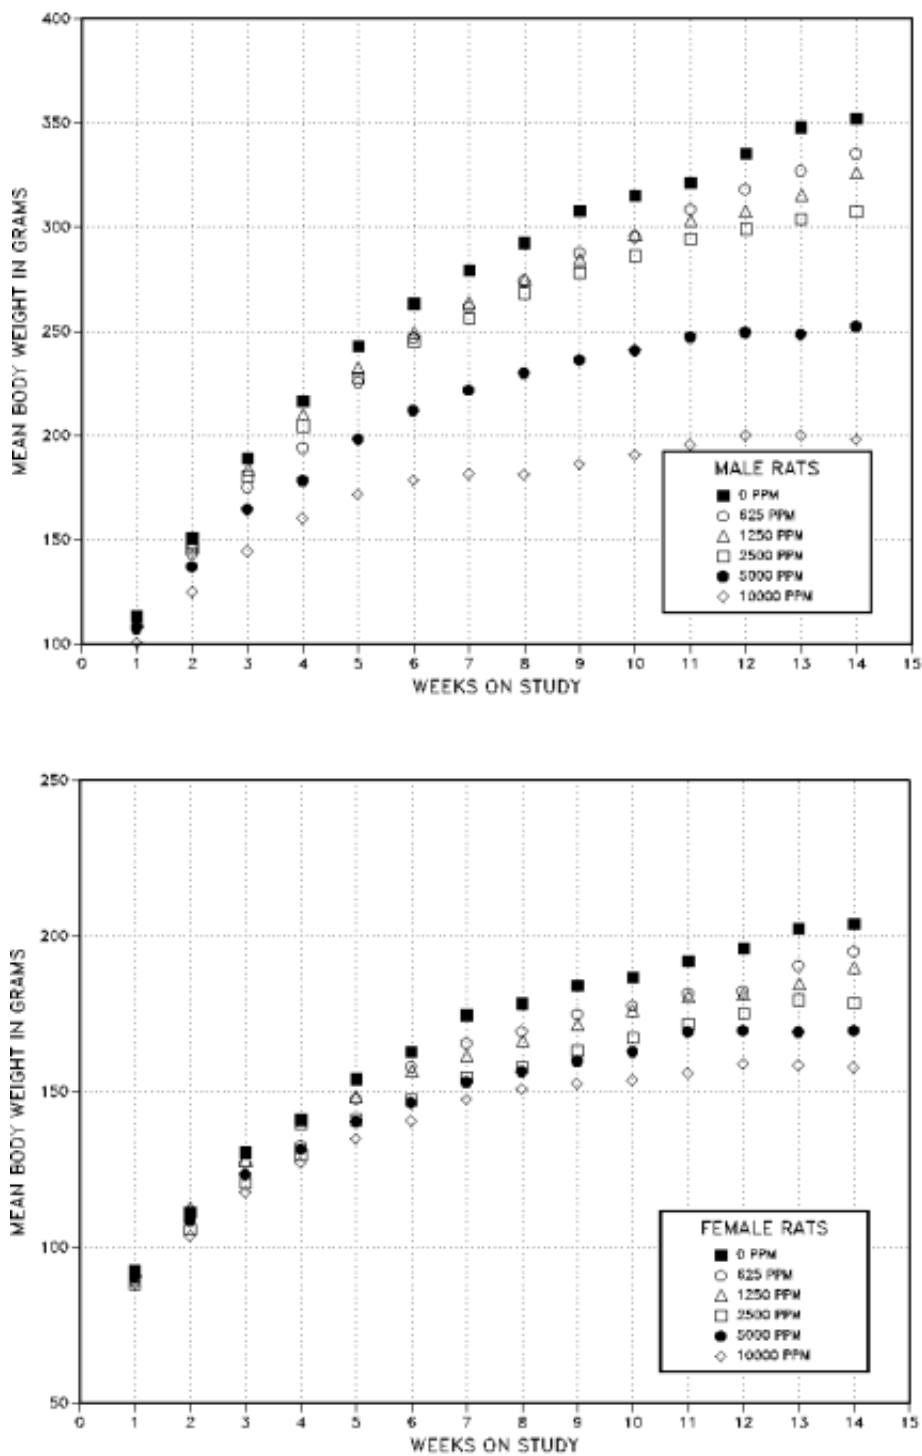 MEAN BODY WEIGHT IN GRAMS
400
350
300
250
200
150
100
MALE RATS
0 PPM
625 PPM
1250 PPM
2500 PPM
5000 PPM
10000 PPM
0 1 2 3 4 5 6 7 8 9 10 11 12 13 14 15
WEEKS ON STUDY
MEAN BODY WEIGHT IN GRAMS
250
200
150
100
50
FEMALE RATS
0 PPM
625 PPM
1250 PPM
2500 PPM
5000 PPM
10000 PPM
0 1 2 3 4 5 6 7 8 9 10 11 12 13 14 15
WEEKS ON STUDY